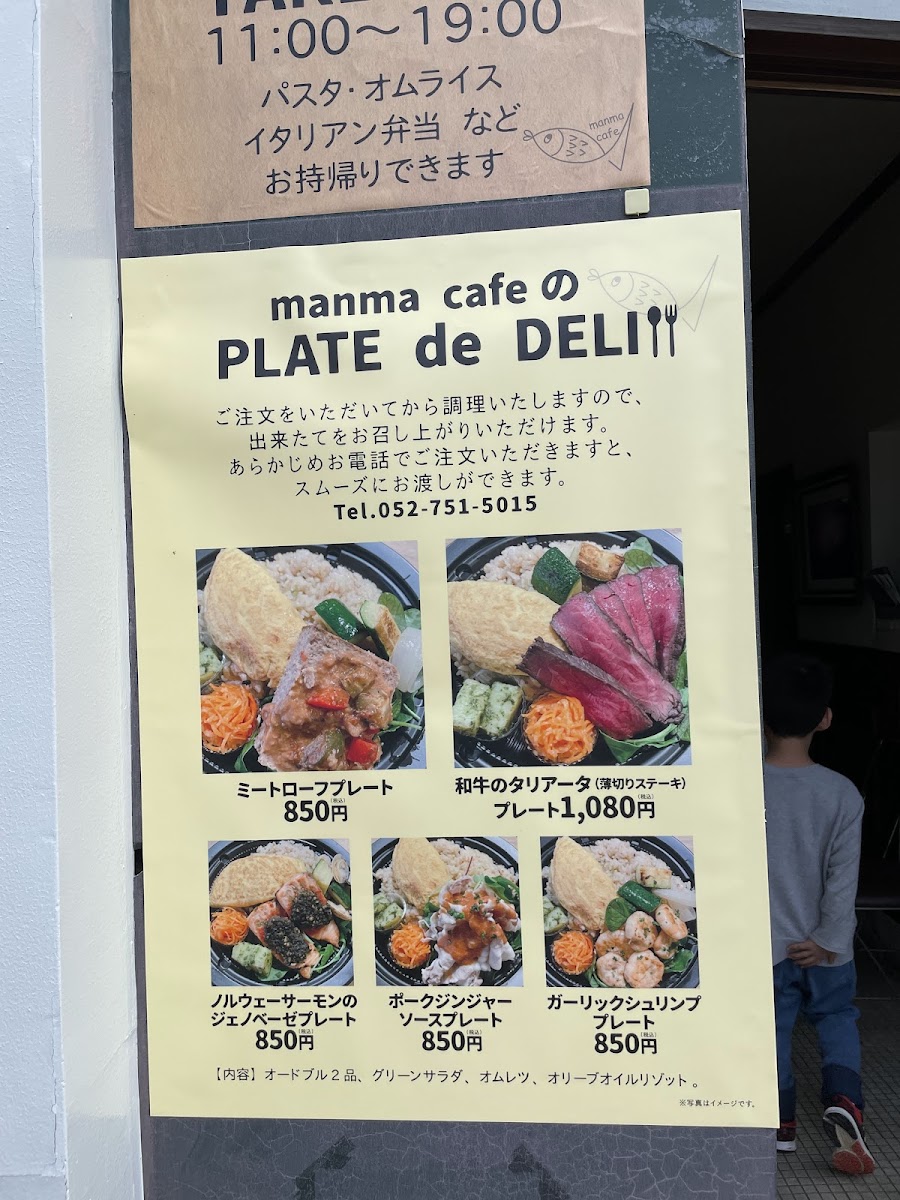 11:00〜19:00
パスタ・オムライス
イタリアン弁当 など
お持帰りできます
manma
cafe
manma cafe の
PLATE de DELI
ご注文をいただいてから調理いたしますので、
出来たてをお召し上がりいただけます。
あらかじめお電話でご注文いただきますと、
スムーズにお渡しができます。
Tel.052-751-5015
ミートローフプレート
850円(税込)
和牛のタリアータ(薄切りステーキ)
プレート1,080円(税込)
ノルウェーサーモンの
ジェノベーゼプレート
850円(税込)
ポークジンジャー
ソースプレート
850円(税込)
ガーリックシュリンプ
プレート
850円(税込)
【内容】オードブル2品、グリーンサラダ、オムレツ、オリーブオイルリゾット。
※写真はイメージです。